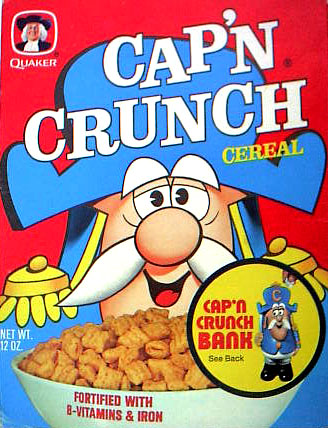 QUAKER
CAP'N
CRUNCH®
CEREAL
NET WT.
12 OZ.
CAP'N
CRUNCH
BANK
See Back
C
FORTIFIED WITH
B-VITAMINS & IRON